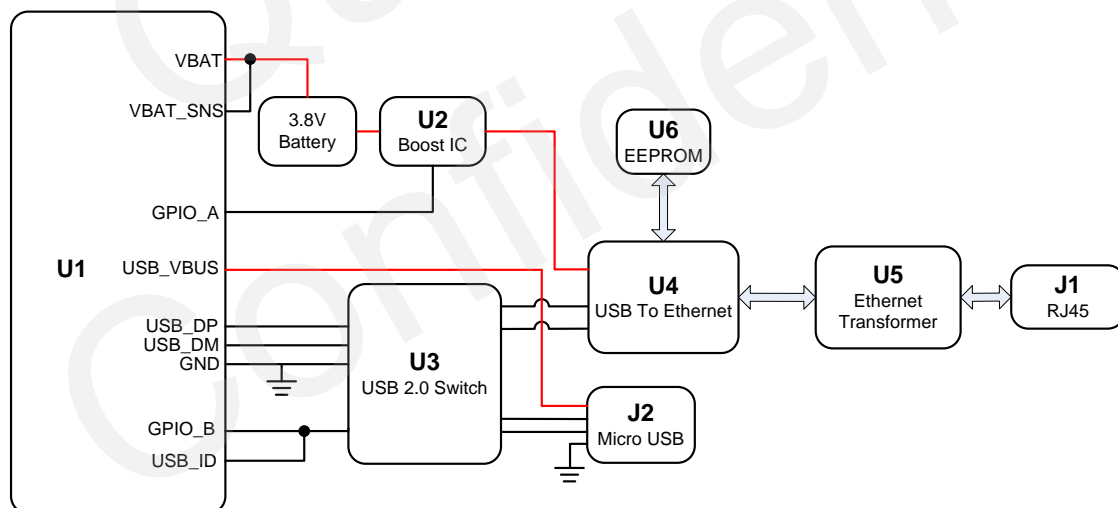 VBAT
VBAT_SNS
3.8V
Battery
U2
Boost IC
U6
EEPROM
GPIO_A
U1
USB_VBUS
U4
USB To Ethernet
U5
Ethernet
Transformer
J1
RJ45
USB_DP
USB_DM
GND
U3
USB 2.0 Switch
GPIO_B
USB_ID
J2
Micro USB
Confiden